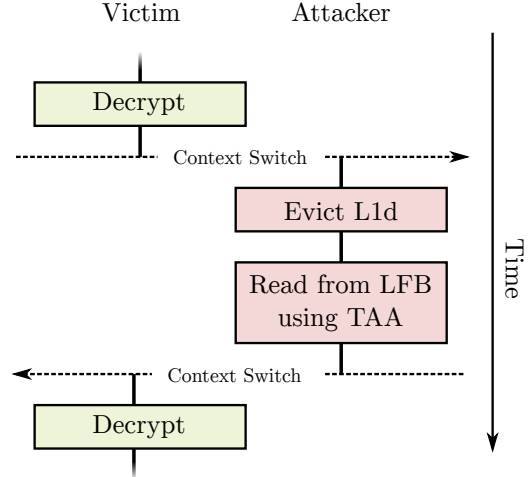 Victim
Attacker
Decrypt
Context Switch
Evict L1d
Read from LFB
using TAA
Time
Context Switch
Decrypt